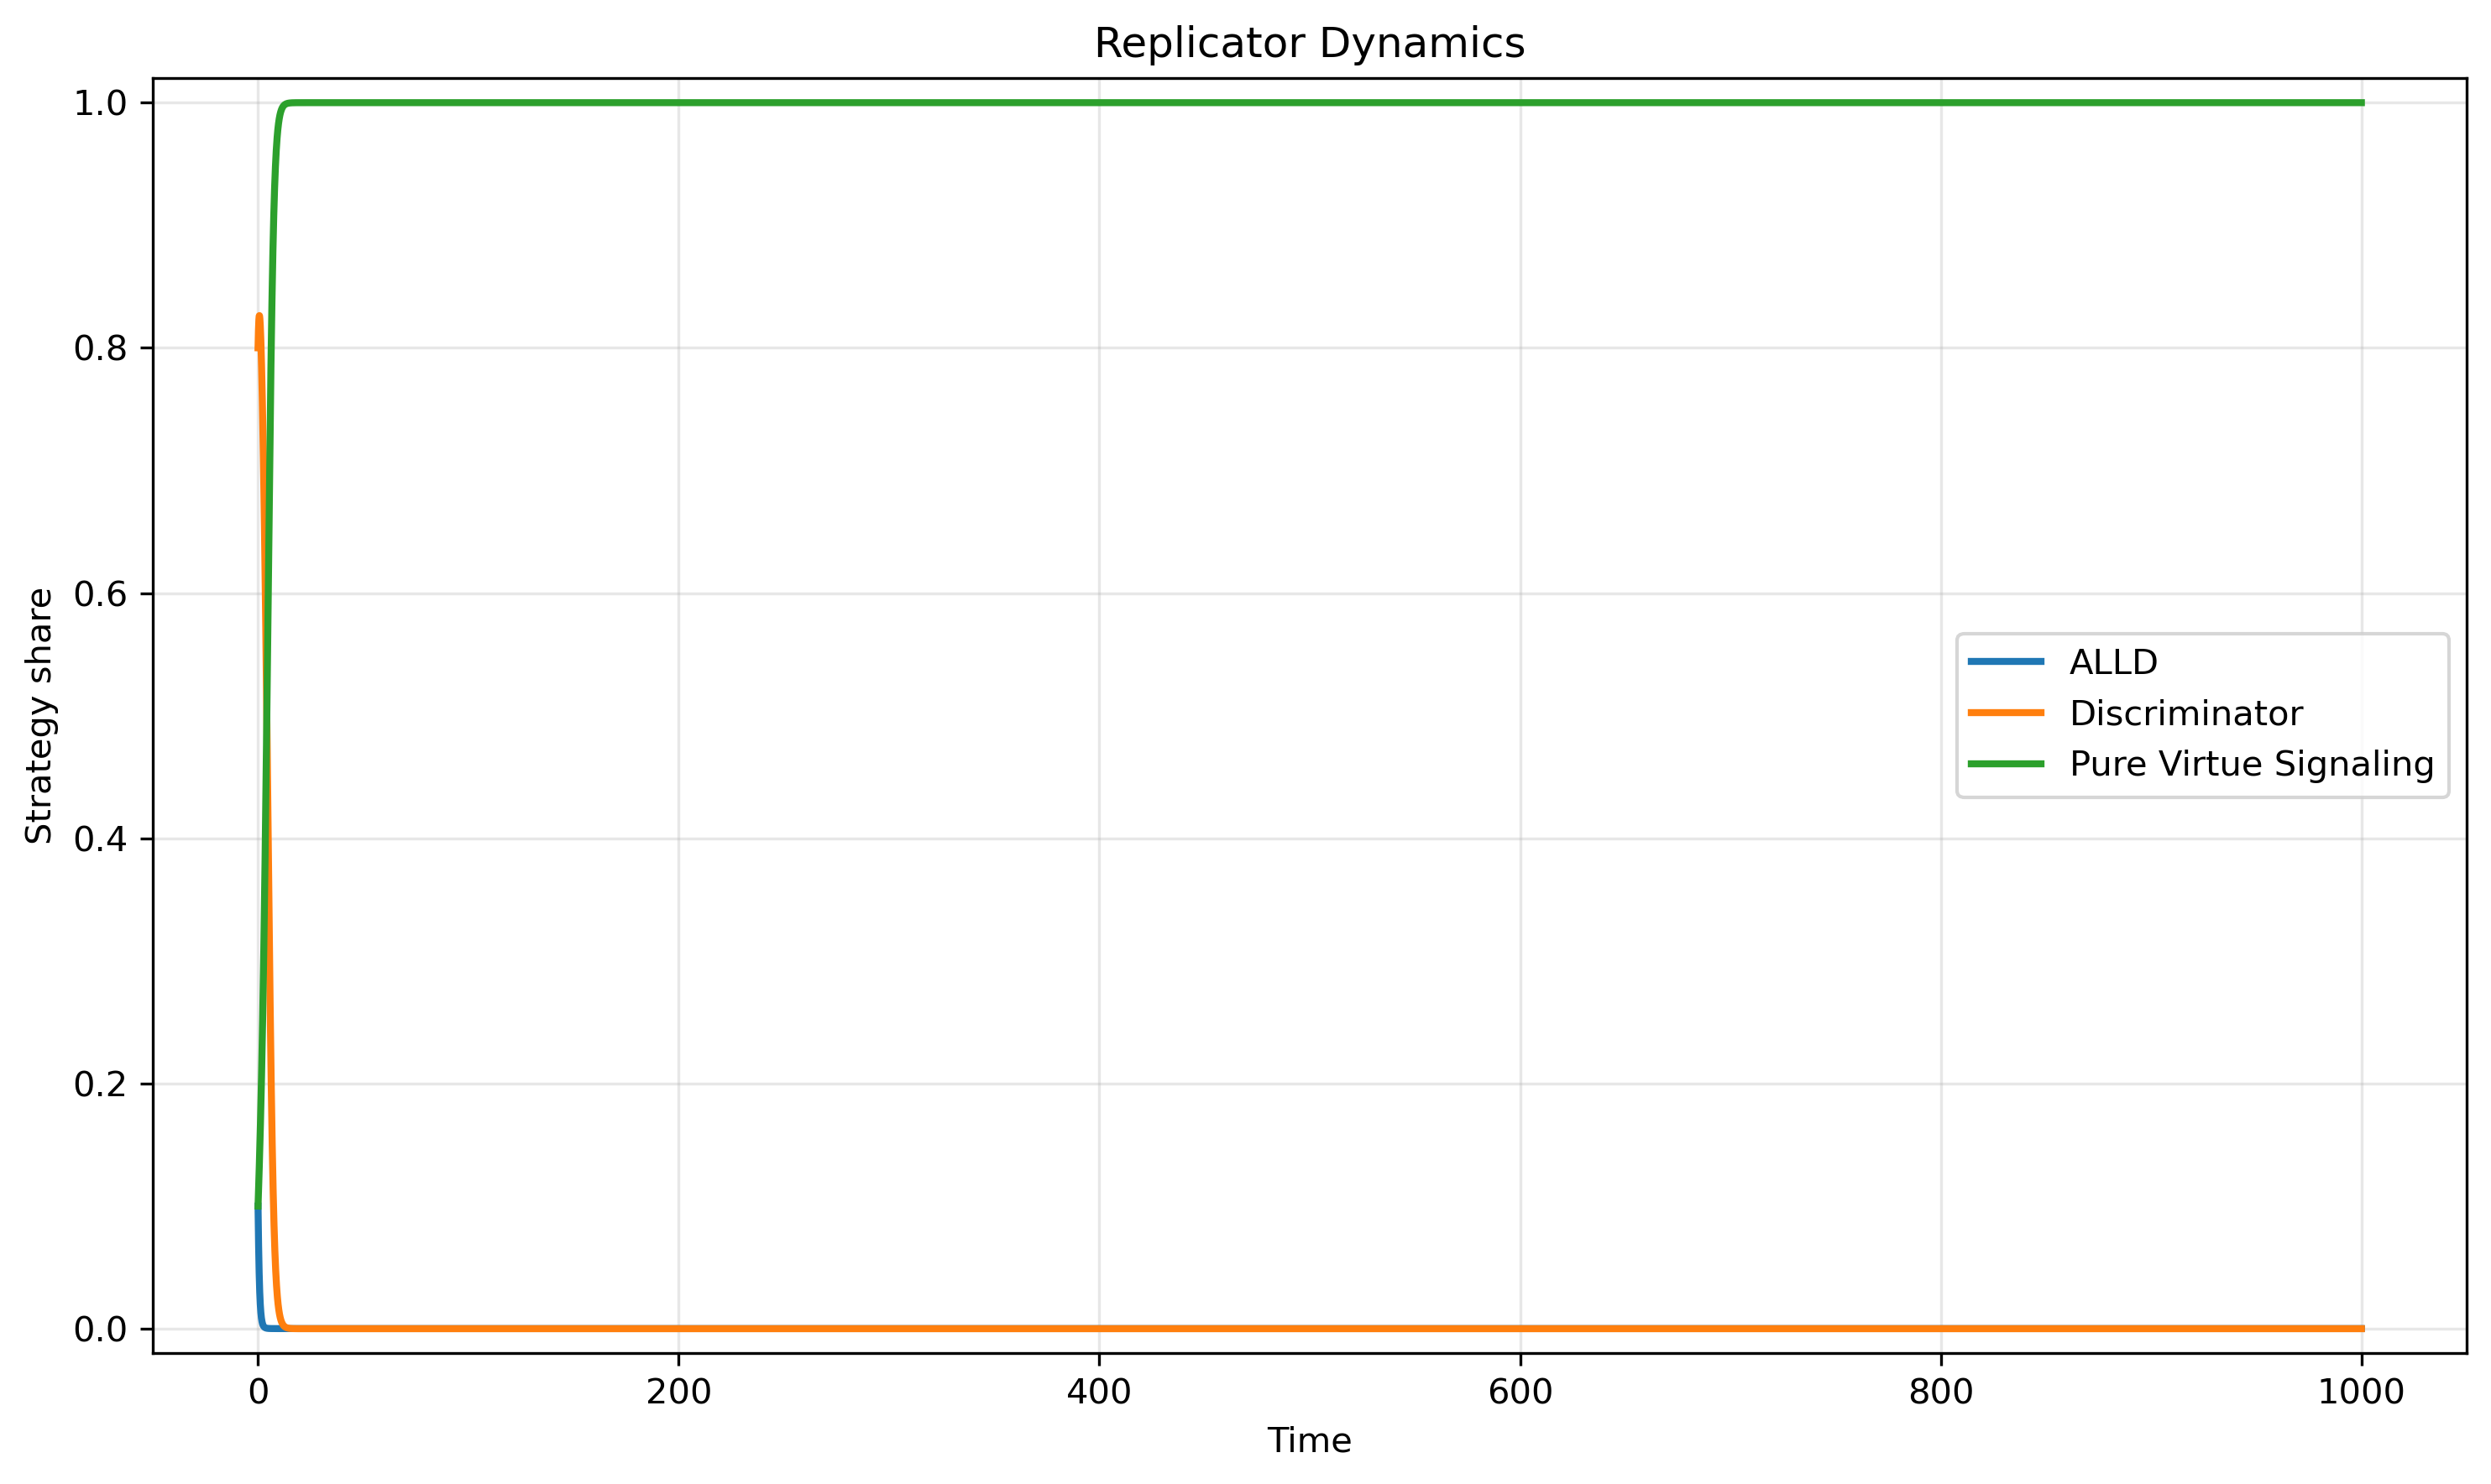 Replicator Dynamics
Strategy share
1.0
0.8
0.6
0.4
0.2
0.0
ALLD
Discriminator
Pure Virtue Signaling
0 200 400 600 800 1000
Time